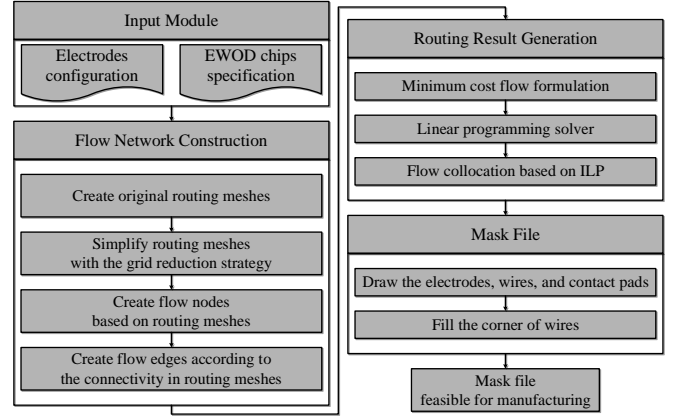 Input Module
Electrodes
configuration
EWOD chips
specification
Flow Network Construction
Create original routing meshes
Simplify routing meshes
with the grid reduction strategy
Create flow nodes
based on routing meshes
Create flow edges according to
the connectivity in routing meshes
Routing Result Generation
Minimum cost flow formulation
Linear programming solver
Flow collocation based on ILP
Mask File
Draw the electrodes, wires, and contact pads
Fill the corner of wires
Mask file
feasible for manufacturing